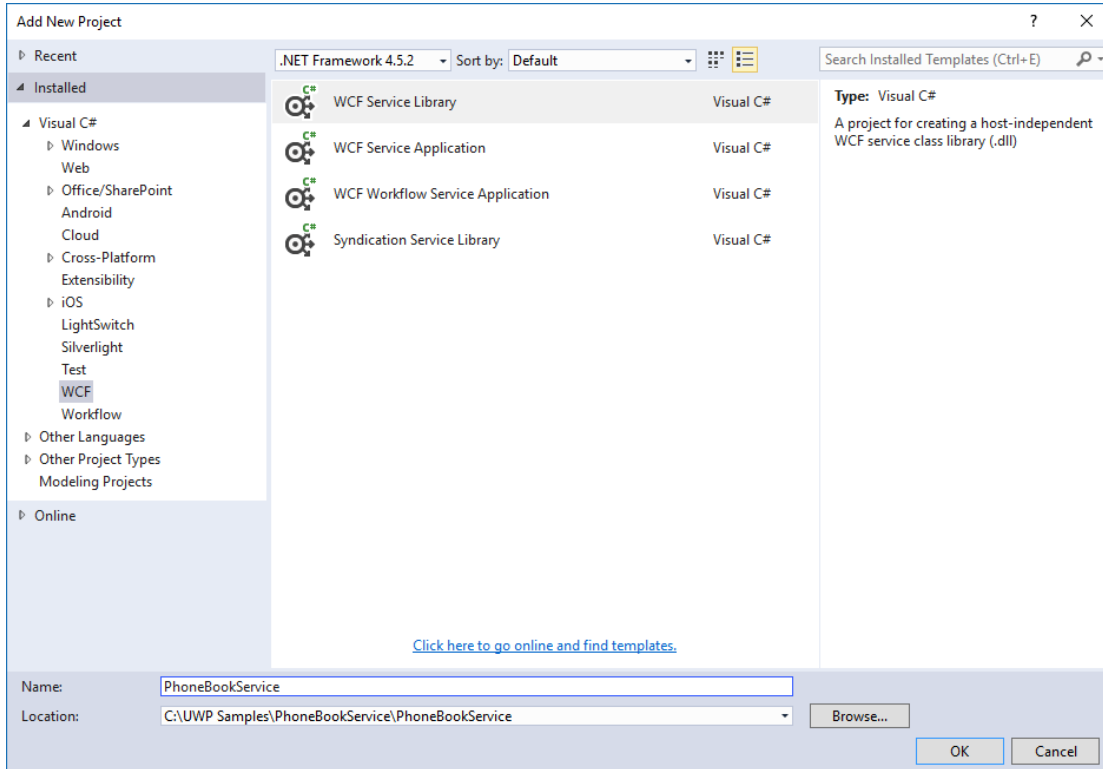 Add New Project
?
Recent
Installed
Visual C#
Windows
Web
Office/SharePoint
Android
Cloud
Cross-Platform
Extensibility
iOS
LightSwitch
Silverlight
Test
WCF
Workflow
Other Languages
Other Project Types
Modeling Projects
Online
.NET Framework 4.5.2 Sort by: Default
C# WCF Service Library Visual C#
C# WCF Service Application Visual C#
C# WCF Workflow Service Application Visual C#
C# Syndication Service Library Visual C#
Click here to go online and find templates.
Search Installed Templates (Ctrl+E)
Type: Visual C#
A project for creating a host-independent
WCF service class library (.dll)
Name: PhoneBookService
Location: C:\UWP Samples\PhoneBookService\PhoneBookService Browse...
OK Cancel